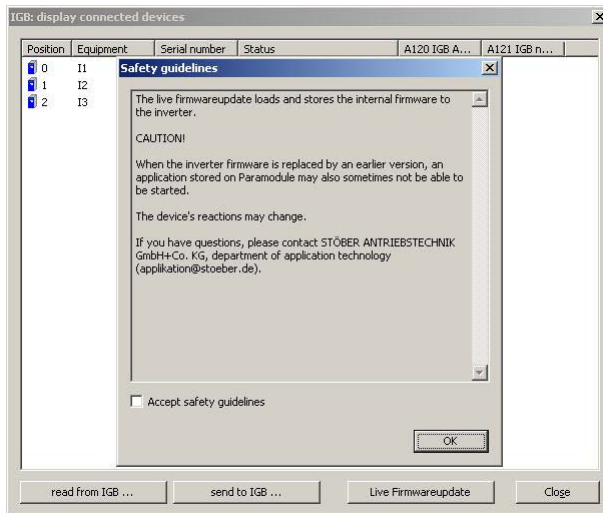 IGB: display connected devices
Position Equipment Serial number Status A120 IGB A... A121 IGB n...
0 I1
1 I2
2 I3
Safety guidelines
The live firmwareupdate loads and stores the internal firmware to
the inverter.
CAUTION!
When the inverter firmware is replaced by an earlier version, an
application stored on Paramodule may also sometimes not be able to
be started.
The device's reactions may change.
If you have questions, please contact STÖBER ANTRIEBSTECHNIK
GmbH+Co. KG, department of application technology
(applikation@stoeber.de).
Accept safety guidelines
OK
read from IGB ... send to IGB ... Live Firmwareupdate Close